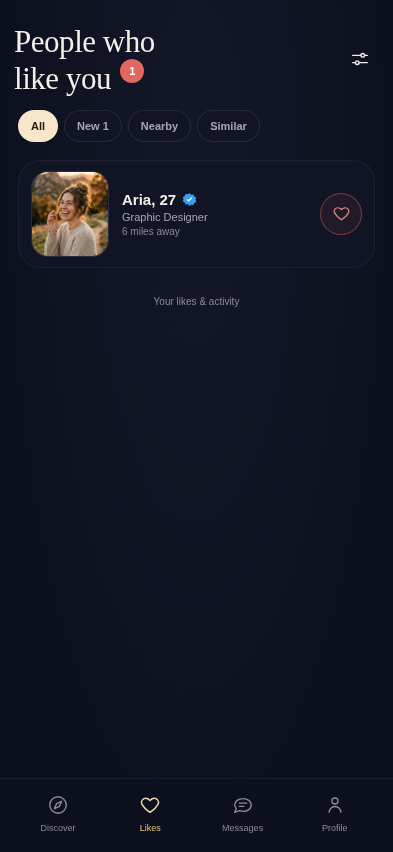 People who
like you 1
All New 1 Nearby Similar
Aria, 27
Graphic Designer
6 miles away
Your likes & activity
Discover Likes Messages Profile